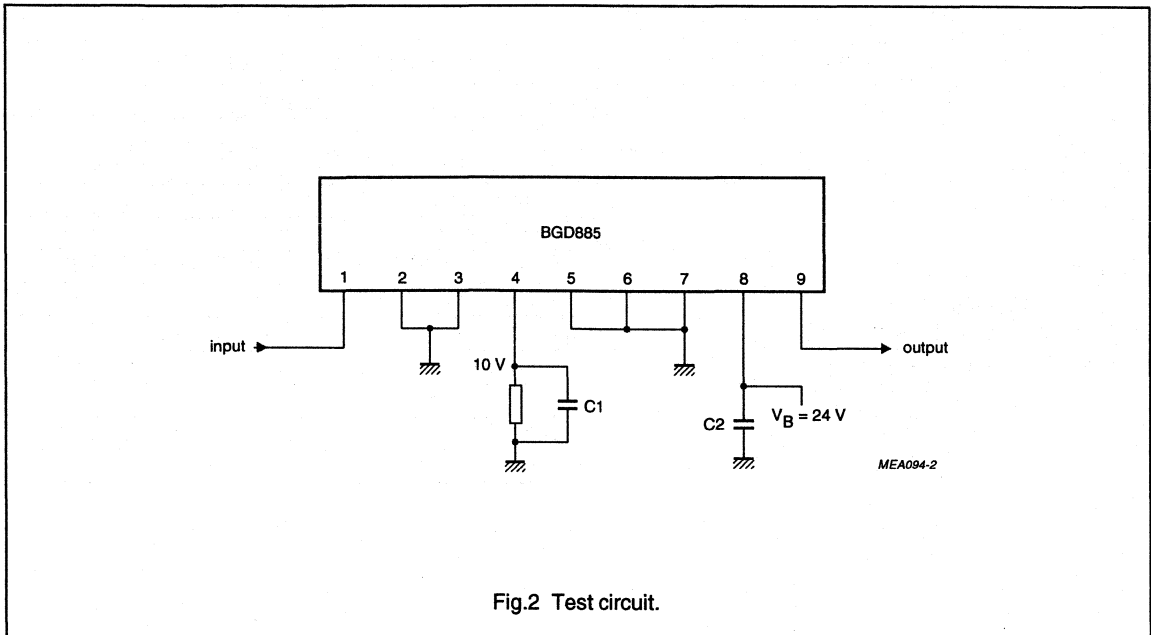 BGD885
1 2 3 4 5 6 7 8 9
input output
10 V
C1
C2 V_B = 24 V
MEA094-2
Fig.2 Test circuit.